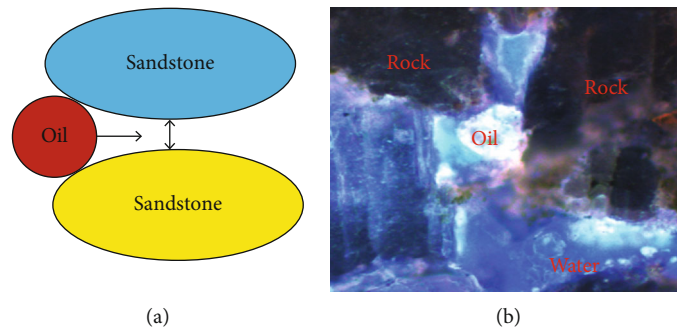 Sandstone
Oil
Sandstone
(a)
Rock
Rock
Oil
Water
(b)